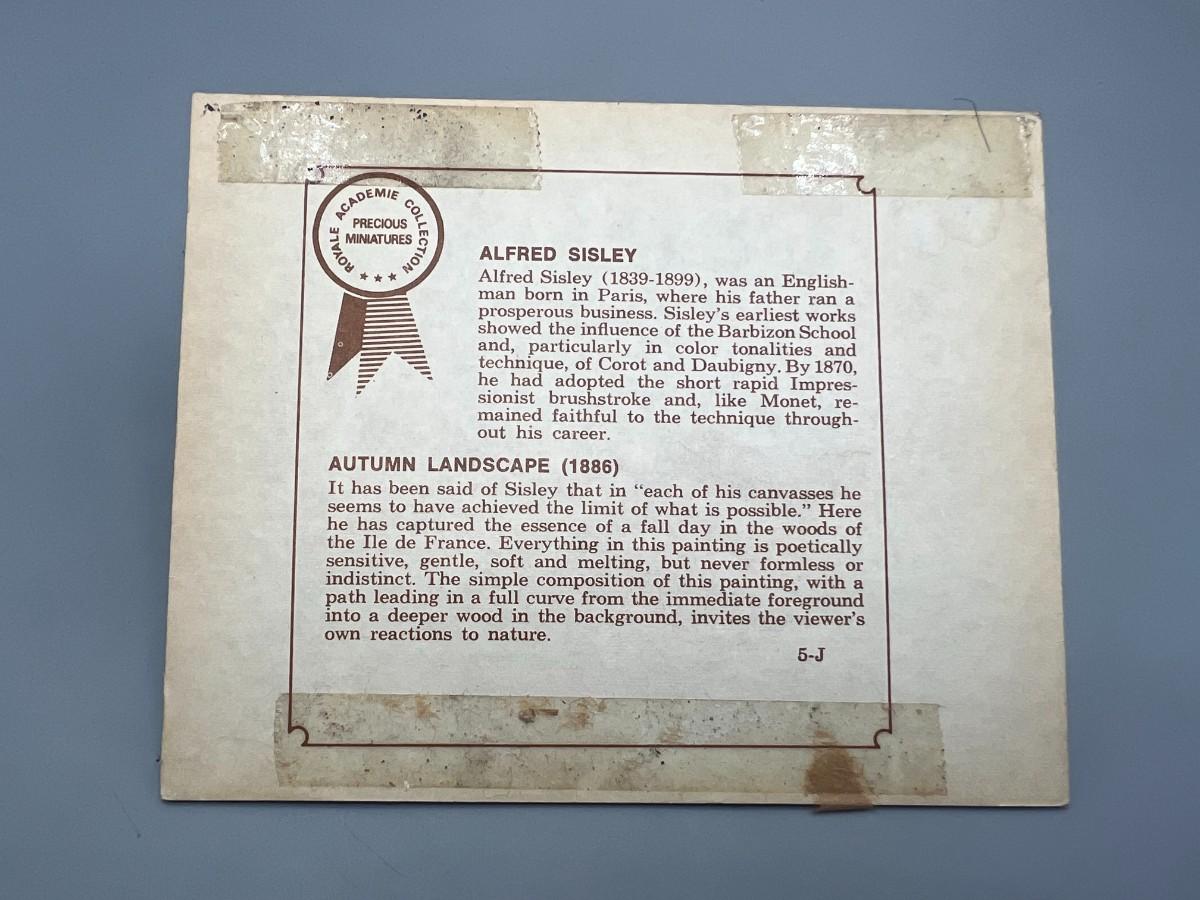 ROYALE ACADEMIE COLLECTION
PRECIOUS
MINIATURES
ALFRED SISLEY
Alfred Sisley (1839-1899), was an English-
man born in Paris, where his father ran a
prosperous business. Sisley's earliest works
showed the influence of the Barbizon School
and, particularly in color tonalities and
technique, of Corot and Daubigny. By 1870,
he had adopted the short rapid Impres-
sionist brushstroke and, like Monet, re-
mained faithful to the technique through-
out his career.
AUTUMN LANDSCAPE (1886)
It has been said of Sisley that in “each of his canvasses he
seems to have achieved the limit of what is possible.” Here
he has captured the essence of a fall day in the woods of
the Ile de France. Everything in this painting is poetically
sensitive, gentle, soft and melting, but never formless or
indistinct. The simple composition of this painting, with a
path leading in a full curve from the immediate foreground
into a deeper wood in the background, invites the viewer's
own reactions to nature.
5-J